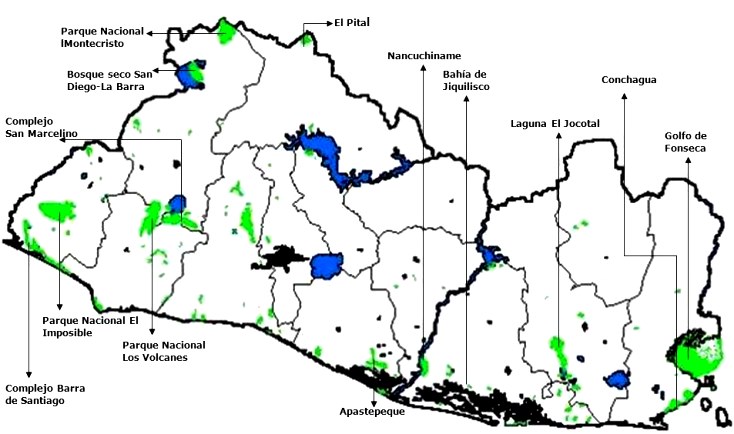 Parque Nacional
lMontecristo
El Pital
Nancuchiname
Bosque seco San
Diego-La Barra
Bahía de
Jiquilisco
Conchagua
Complejo
San Marcelino
Laguna El Jocotal
Golfo de
Fonseca
Parque Nacional El
Imposible
Parque Nacional
Los Volcanes
Complejo Barra
de Santiago
Apastepeque